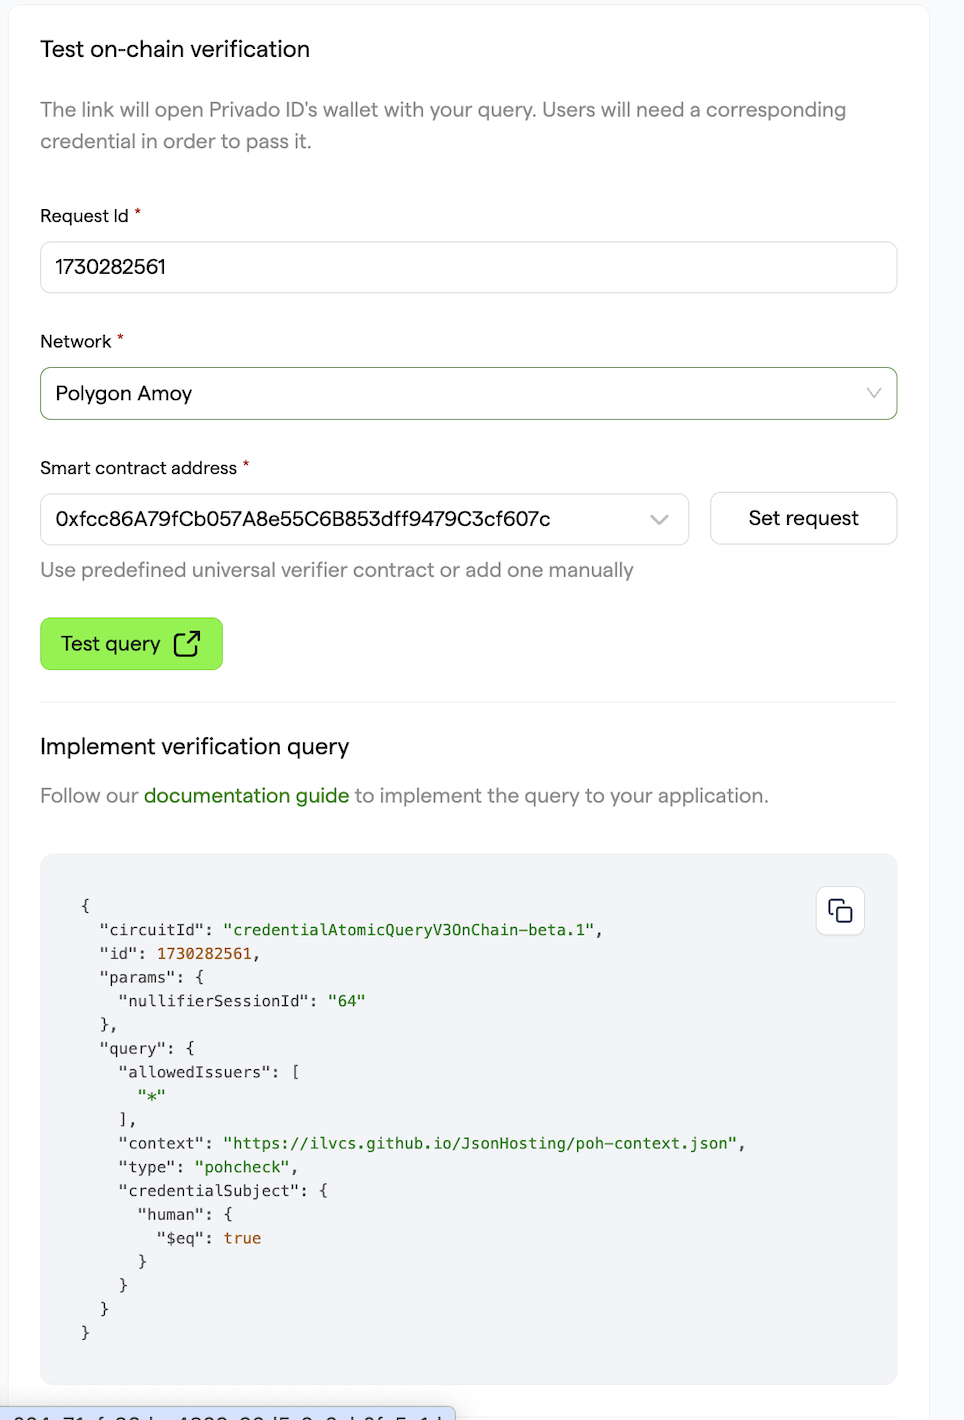 Test on-chain verification
The link will open Privado ID's wallet with your query. Users will need a corresponding
credential in order to pass it.
Request Id *
1730282561
Network *
Polygon Amoy
Smart contract address *
0xfcc86A79fCb057A8e55C6B853dff9479C3cf607c
Set request
Use predefined universal verifier contract or add one manually
Test query
Implement verification query
Follow our documentation guide to implement the query to your application.
{
"circuitId": "credentialAtomicQueryV3OnChain-beta.1",
"id": 1730282561,
"params": {
"nullifierSessionId": "64"
},
"query": {
"allowedIssuers": [
"*"
],
"context": "https://ilvcs.github.io/JsonHosting/poh-context.json",
"type": "pohcheck",
"credentialSubject": {
"human": {
"$eq": true
}
}
}
}